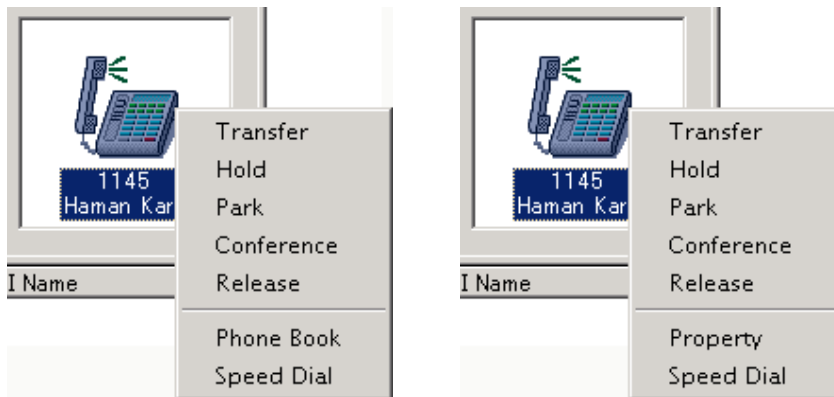 1145
Haman Kar
Transfer
Hold
Park
Conference
Release
Phone Book
Speed Dial
I Name
1145
Haman Kar
Transfer
Hold
Park
Conference
Release
Property
Speed Dial
I Name